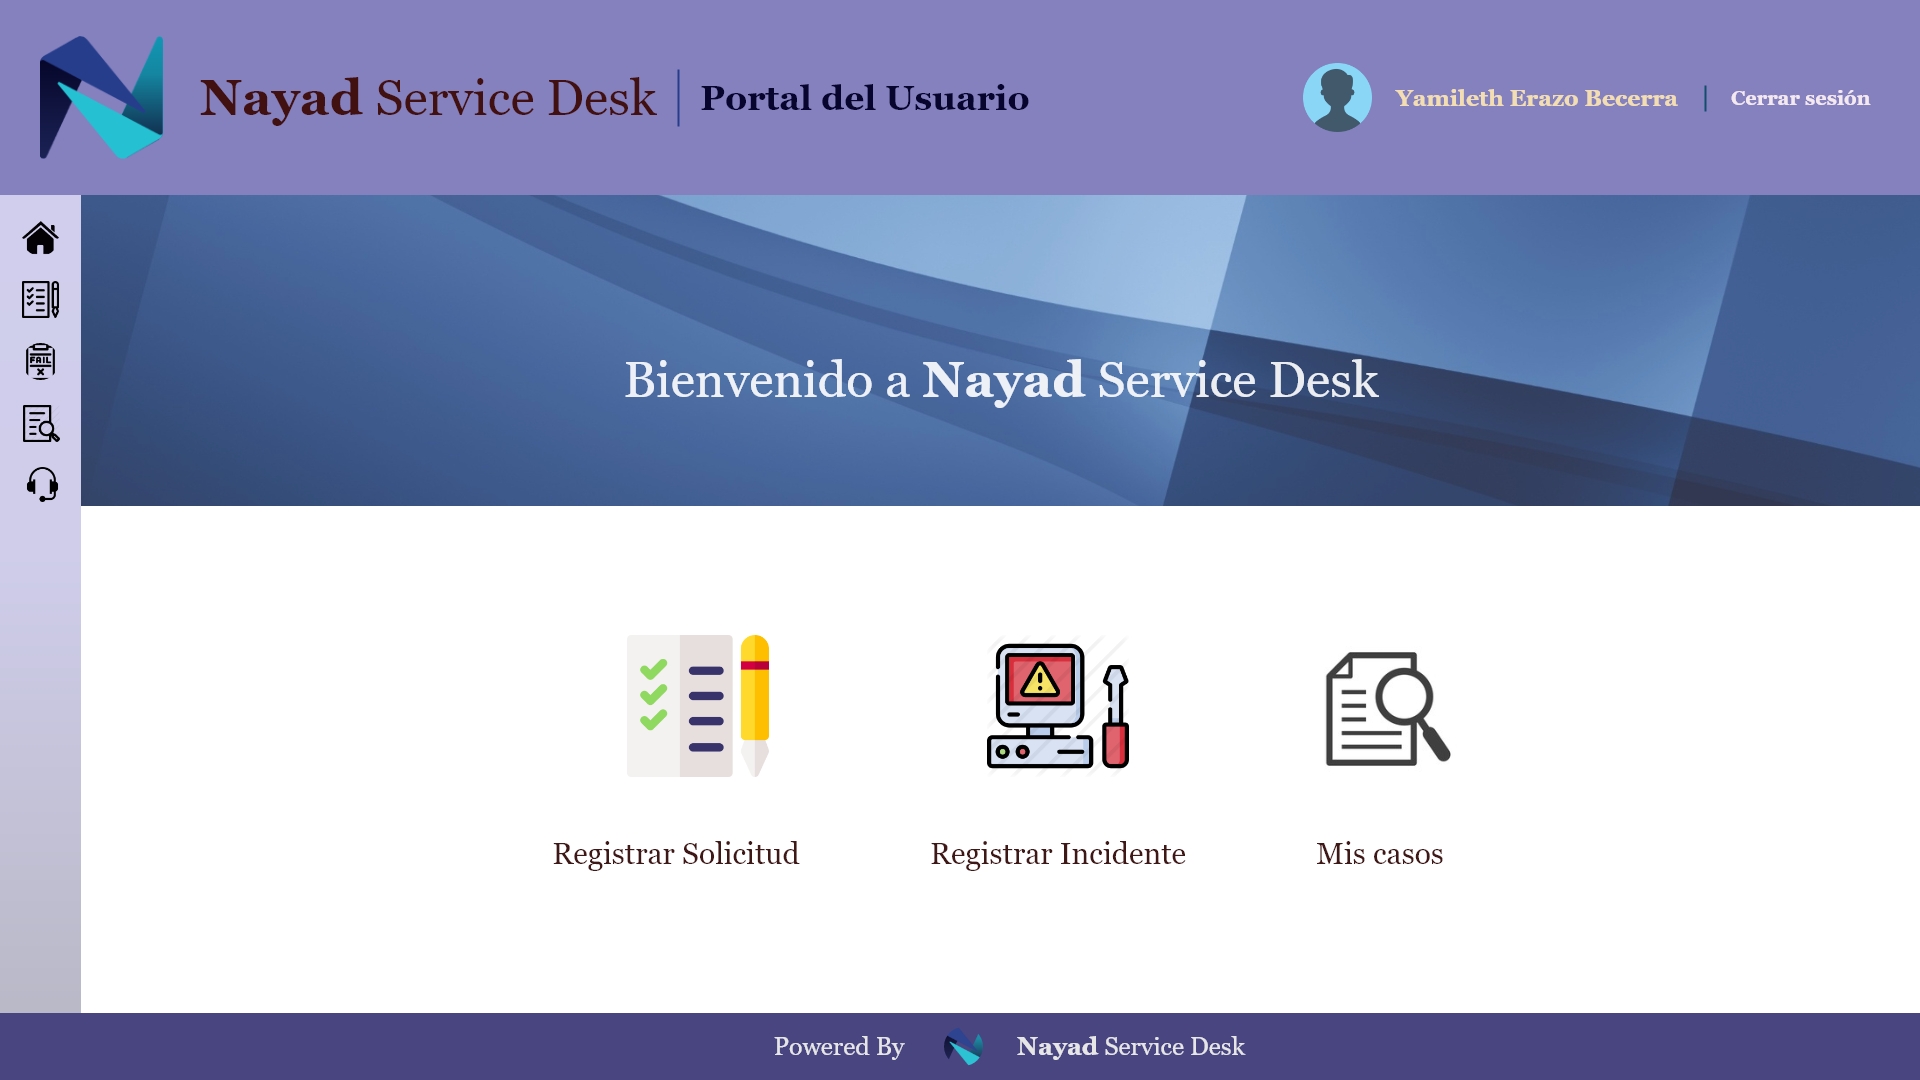 Nayad Service Desk
Portal del Usuario
Yamileth Erazo Becerra
Cerrar sesión
FAIL
Bienvenido a Nayad Service Desk
Registrar Solicitud
Registrar Incidente
Mis casos
Powered By
Nayad Service Desk